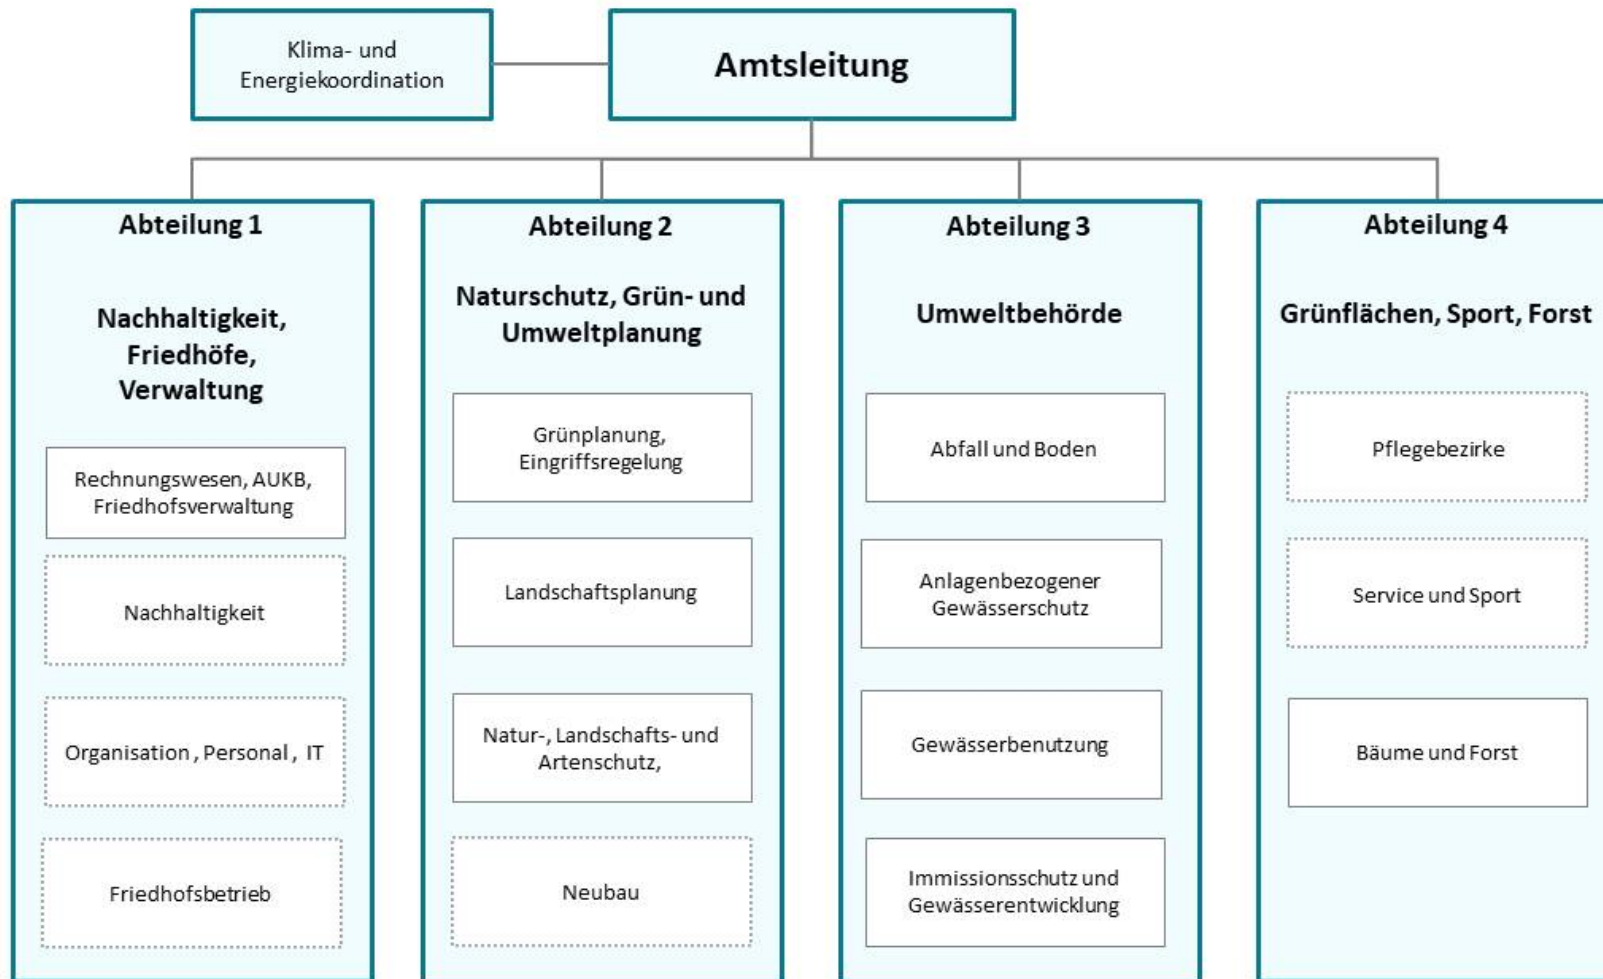 Klima- und
Energiekoordination
Amtsleitung
Abteilung 1
Nachhaltigkeit,
Friedhöfe,
Verwaltung
Rechnungswesen, AUKB,
Friedhofsverwaltung
Nachhaltigkeit
Organisation , Personal , IT
Friedhofsbetrieb
Abteilung 2
Naturschutz, Grün- und
Umweltplanung
Grünplanung,
Eingriffsregelung
Landschaftsplanung
Natur-, Landschafts- und
Artenschutz,
Neubau
Abteilung 3
Umweltbehörde
Abfall und Boden
Anlagenbezogener
Gewässerschutz
Gewässerbenutzung
Immissionsschutz und
Gewässerentwicklung
Abteilung 4
Grünflächen, Sport, Forst
Pflegebezirke
Service und Sport
Bäume und Forst